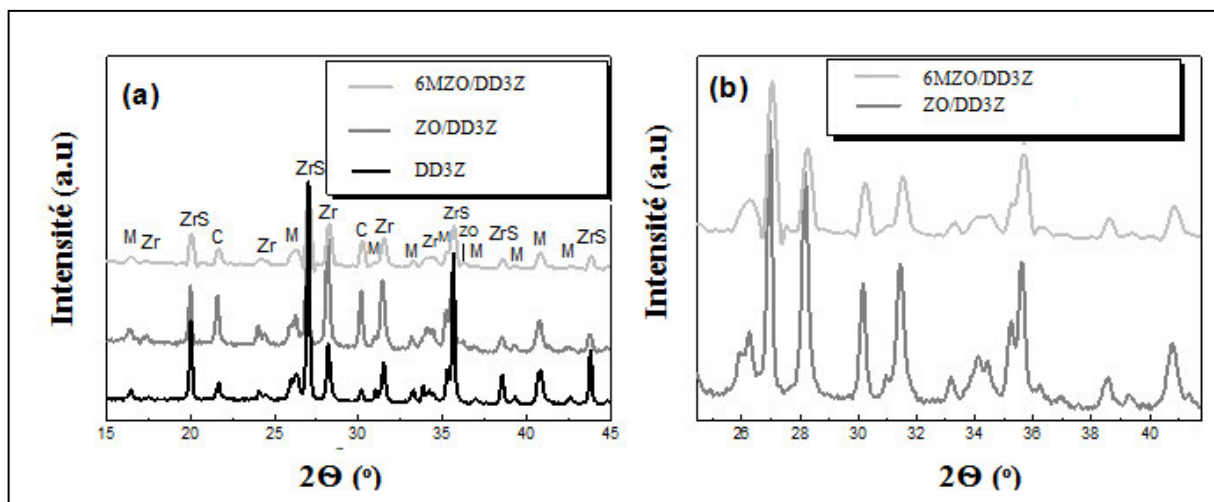 (a)
6MZO/DD3Z
ZO/DD3Z
DD3Z
Intensité (a.u)
M Zr ZrS C Zr M ZrS Zr C M Zr M Zr M ZrS ZO M ZrS M M M ZrS
15 20 25 30 35 40 45
2Θ (º)
(b)
6MZO/DD3Z
ZO/DD3Z
Intensité (a.u)
26 28 30 32 34 36 38 40
2Θ (º)